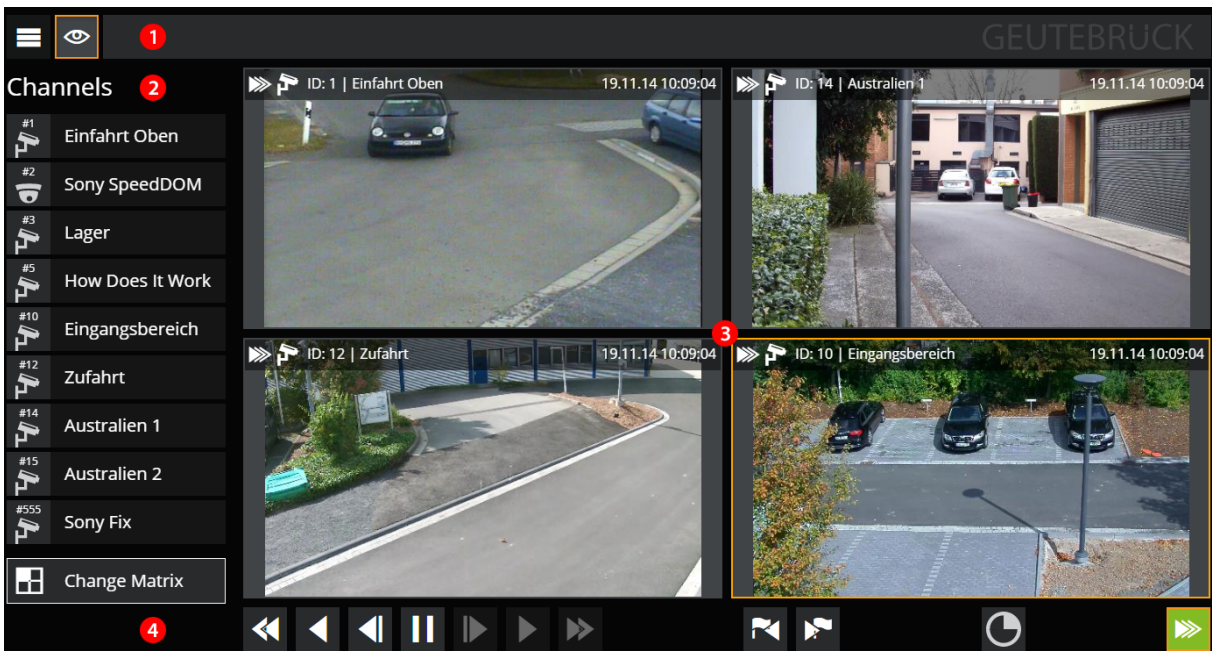 1
GEUTEBRÜCK
Channels
2
#1
Einfahrt Oben
#2
Sony SpeedDOM
#3
Lager
#5
How Does It Work
#10
Eingangsbereich
#12
Zufahrt
#14
Australien 1
#15
Australien 2
#555
Sony Fix
Change Matrix
4
ID: 1 | Einfahrt Oben 19.11.14 10:09:04
ID: 14 | Australien 1 19.11.14 10:09:04
3
ID: 12 | Zufahrt 19.11.14 10:09:04
ID: 10 | Eingangsbereich 19.11.14 10:09:04